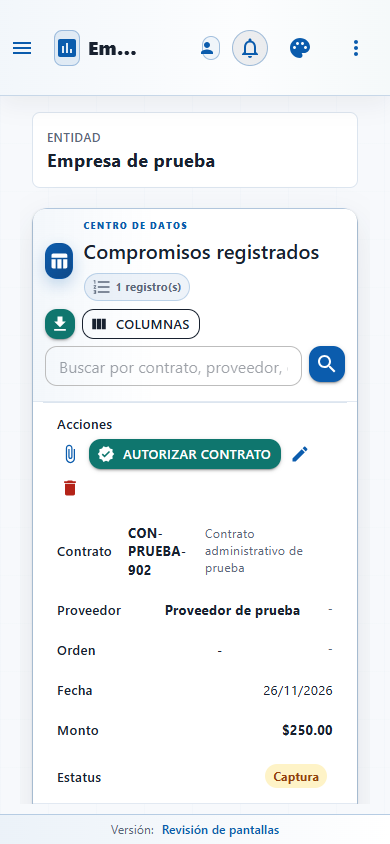 Em...
ENTIDAD
Empresa de prueba
CENTRO DE DATOS
Compromisos registrados
1 registro(s)
COLUMNAS
Buscar por contrato, proveedor,
Acciones
AUTORIZAR CONTRATO
Contrato
CON-
PRUEBA-
902
Contrato
administrativo de
prueba
Proveedor
Proveedor de prueba -
Orden - -
Fecha 26/11/2026
Monto $250.00
Estatus Captura
Versión: Revisión de pantallas